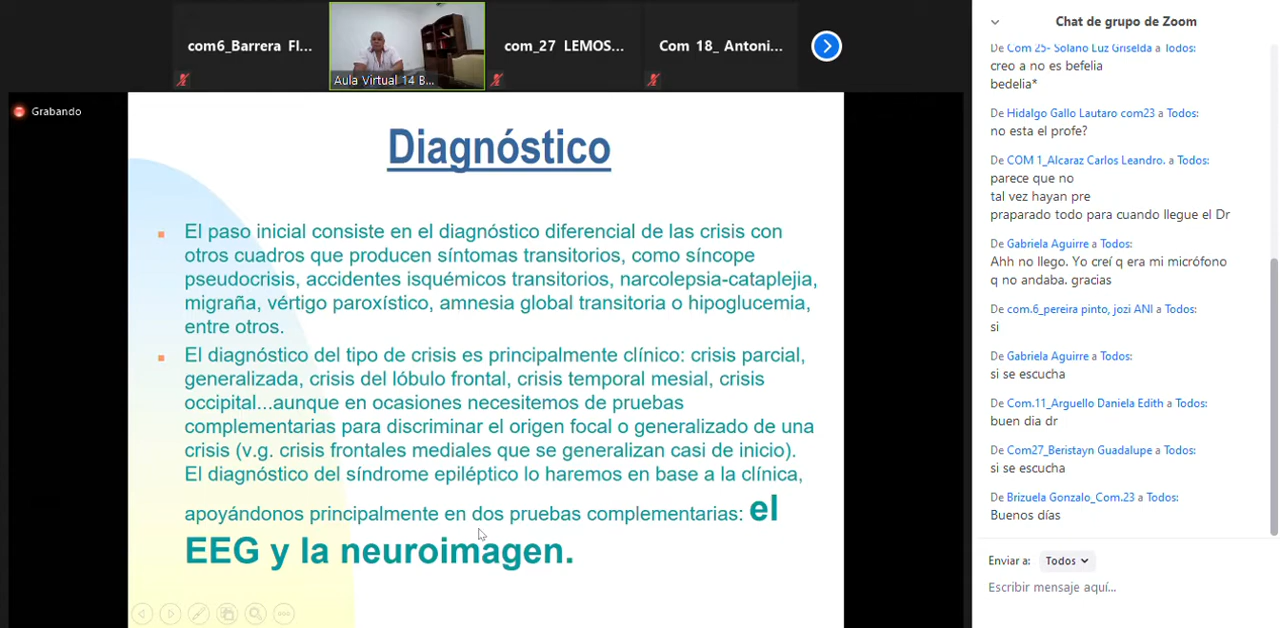 com6_Barrera Fl...
Aula Virtual 14 B...
com_27 LEMOS...
Com 18_ Antoni...
Grabando
Diagnóstico
El paso inicial consiste en el diagnóstico diferencial de las crisis con
otros cuadros que producen síntomas transitorios, como síncope
pseudocrisis, accidentes isquémicos transitorios, narcolepsia-cataplejia,
migraña, vértigo paroxístico, amnesia global transitoria o hipoglucemia,
entre otros.
El diagnóstico del tipo de crisis es principalmente clínico: crisis parcial,
generalizada, crisis del lóbulo frontal, crisis temporal mesial, crisis
occipital...aunque en ocasiones necesitemos de pruebas
complementarias para discriminar el origen focal o generalizado de una
crisis (v.g. crisis frontales mediales que se generalizan casi de inicio).
El diagnóstico del síndrome epiléptico lo haremos en base a la clínica,
apoyándonos principalmente en dos pruebas complementarias: el
EEG y la neuroimagen.
Chat de grupo de Zoom
De Com 25- Solano Luz Griselda a Todos:
creo a no es befelia
bedelia*
De Hidalgo Gallo Lautaro com23 a Todos:
no esta el profe?
De COM 1_Alcaraz Carlos Leandro. a Todos:
parece que no
tal vez hayan pre
praparado todo para cuando llegue el Dr
De Gabriela Aguirre a Todos:
Ahh no llego. Yo creí q era mi micrófono
q no andaba. gracias
De com.6_pereira pinto, jozi ANI a Todos:
si
De Gabriela Aguirre a Todos:
si se escucha
De Com.11_Arguello Daniela Edith a Todos:
buen dia dr
De Com27_Beristayn Guadalupe a Todos:
si se escucha
De Brizuela Gonzalo_Com.23 a Todos:
Buenos días
Enviar a: Todos
Escribir mensaje aquí...